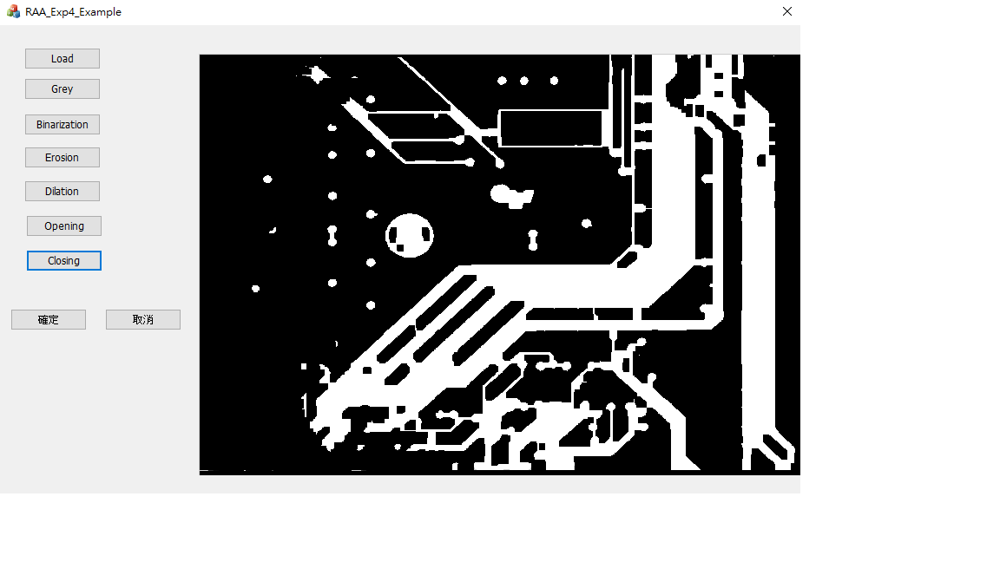 RAA_Exp4_Example
Load
Grey
Binarization
Erosion
Dilation
Opening
Closing
確定
取消